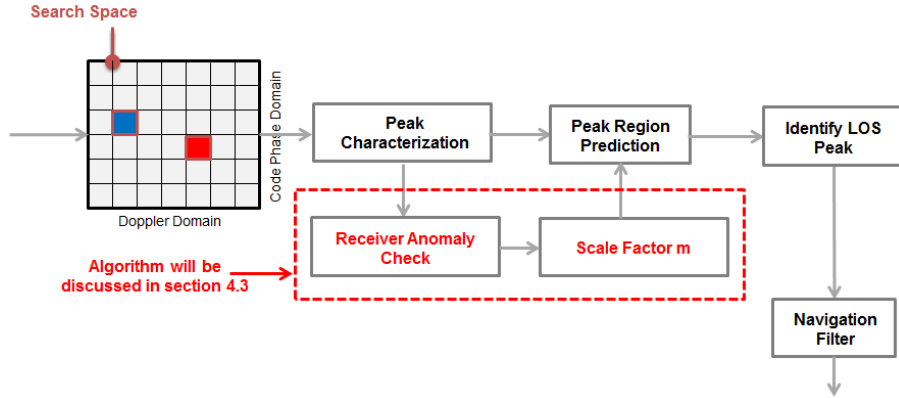 Search Space
Code Phase Domain
Doppler Domain
Peak
Characterization
Peak Region
Prediction
Identify LOS
Peak
Receiver Anomaly
Check
Scale Factor m
Algorithm will be
discussed in section 4.3
Navigation
Filter